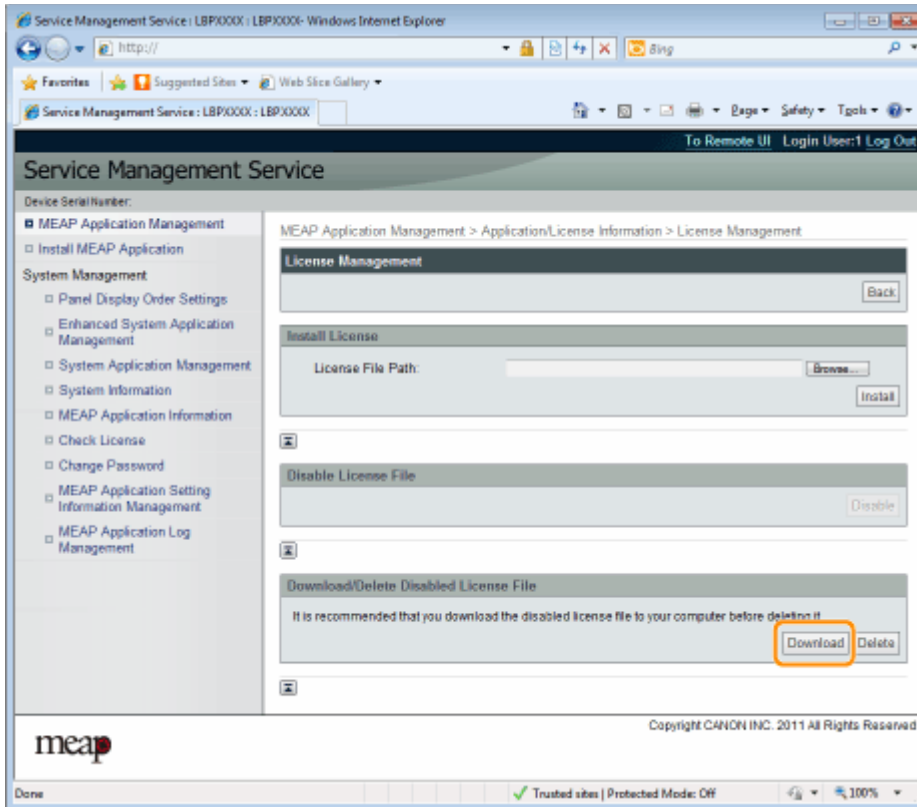 Service Management Service : LBPXXXX : LBPXXXX- Windows Internet Explorer
http://
Bing
Favorites Suggested Sites Web Slice Gallery
Service Management Service : LBPXXXX : LBPXXXX
Page Safety Tools
To Remote UI Login User:1 Log Out
Service Management Service
Device Serial Number:
MEAP Application Management
Install MEAP Application
System Management
Panel Display Order Settings
Enhanced System Application
Management
System Application Management
System Information
MEAP Application Information
Check License
Change Password
MEAP Application Setting
Information Management
MEAP Application Log
Management
MEAP Application Management > Application/License Information > License Management
License Management
Back
Install License
License File Path:
Browse...
Install
Disable License File
Disable
Download/Delete Disabled License File
It is recommended that you download the disabled license file to your computer before deleting it.
Download Delete
meap
Copyright CANON INC. 2011 All Rights Reserved
Done
Trusted sites | Protected Mode: Off
100%